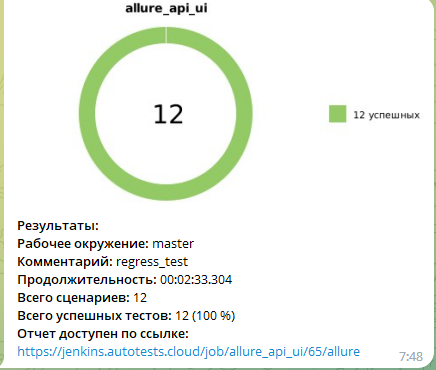 allure_api_ui
12
12 успешных
Результаты:
Рабочее окружение: master
Комментарий: regress_test
Продолжительность: 00:02:33.304
Всего сценариев: 12
Всего успешных тестов: 12 (100 %)
Отчет доступен по ссылке:
https://jenkins.autotests.cloud/job/allure_api_ui/65/allure
7:48